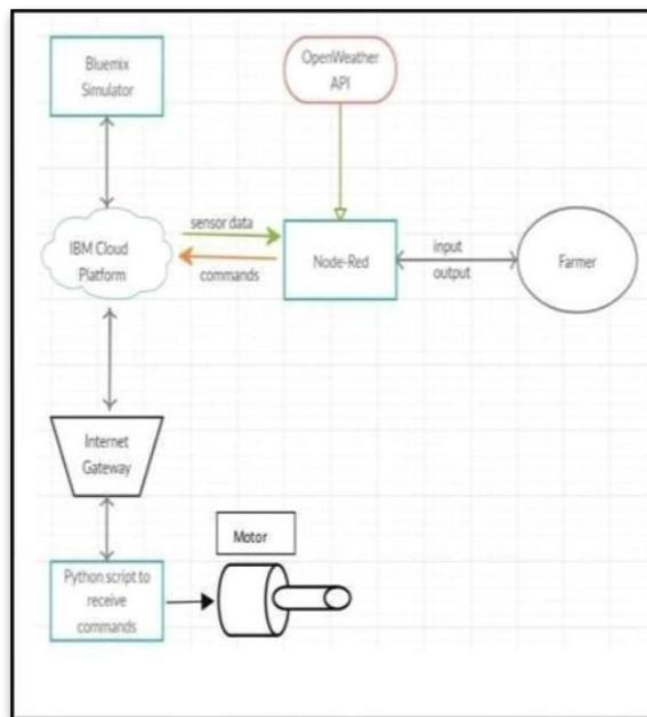 Bluemix
Simulator
OpenWeather
API
sensor data
IBM Cloud
Platform
commands
Node-Red
input
output
Farmer
Internet
Gateway
Motor
Python script to
receive
commands